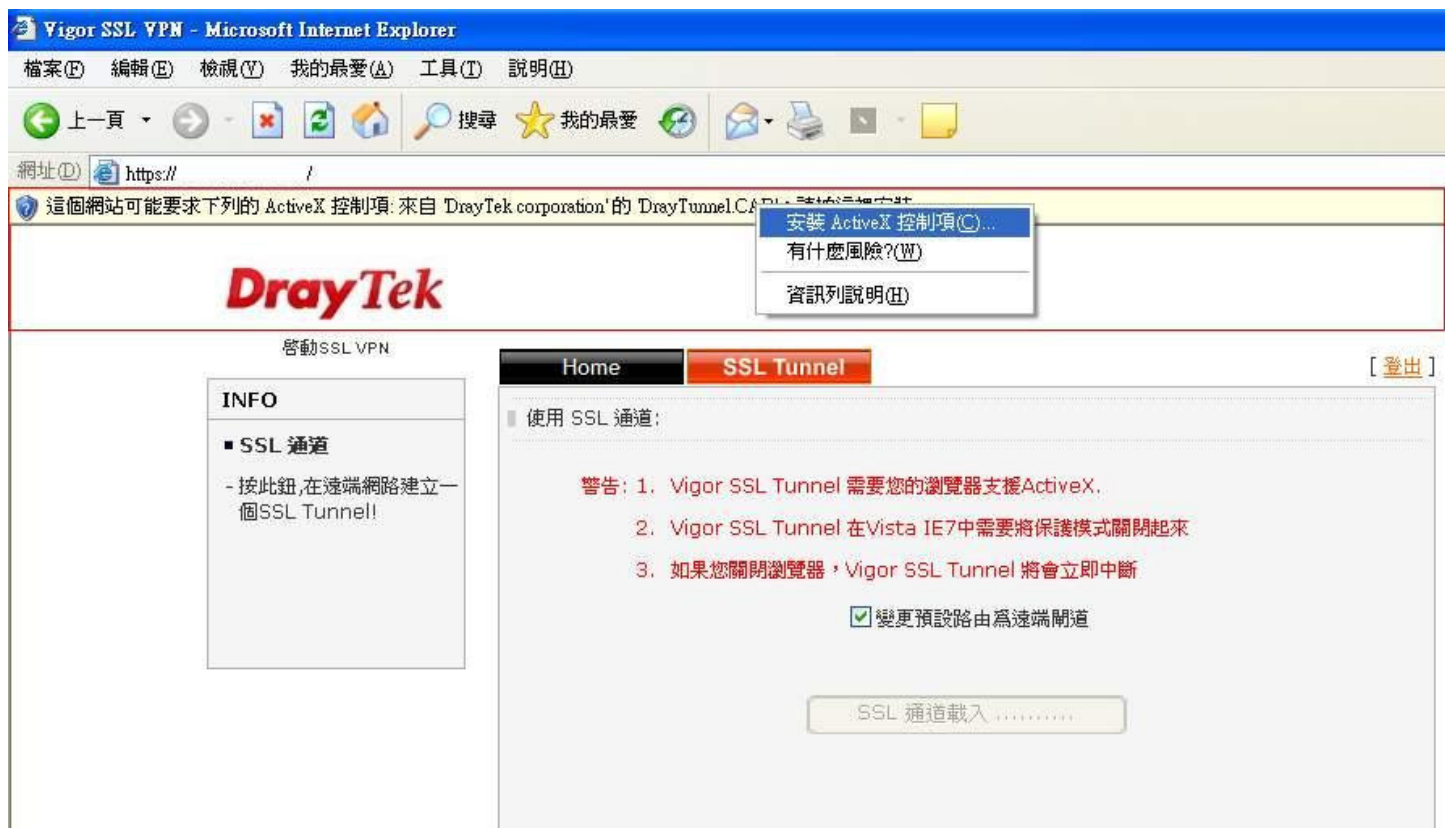 Vigor SSL VPN - Microsoft Internet Explorer
檔案(F) 編輯(E) 檢視(V) 我的最愛(A) 工具(T) 說明(H)
上一頁 搜尋 我的最愛
網址(D) https:// /
這個網站可能要求下列的 ActiveX 控制項: 來自 'DrayTek corporation' 的 'DrayTunnel.CAB'
安裝 ActiveX 控制項(C)...
有什麼風險?(W)
資訊列說明(H)
DrayTek
啓動SSL VPN
Home SSL Tunnel [ 登出 ]
INFO
■ SSL 通道
- 按此鈕,在遠端網路建立一
個SSL Tunnel!
使用 SSL 通道:
警告: 1. Vigor SSL Tunnel 需要您的瀏覽器支援ActiveX.
2. Vigor SSL Tunnel 在Vista IE7中需要將保護模式關閉起來
3. 如果您關閉瀏覽器，Vigor SSL Tunnel 將會立即中斷
變更預設路由爲遠端閘道
SSL 通道載入 ..........